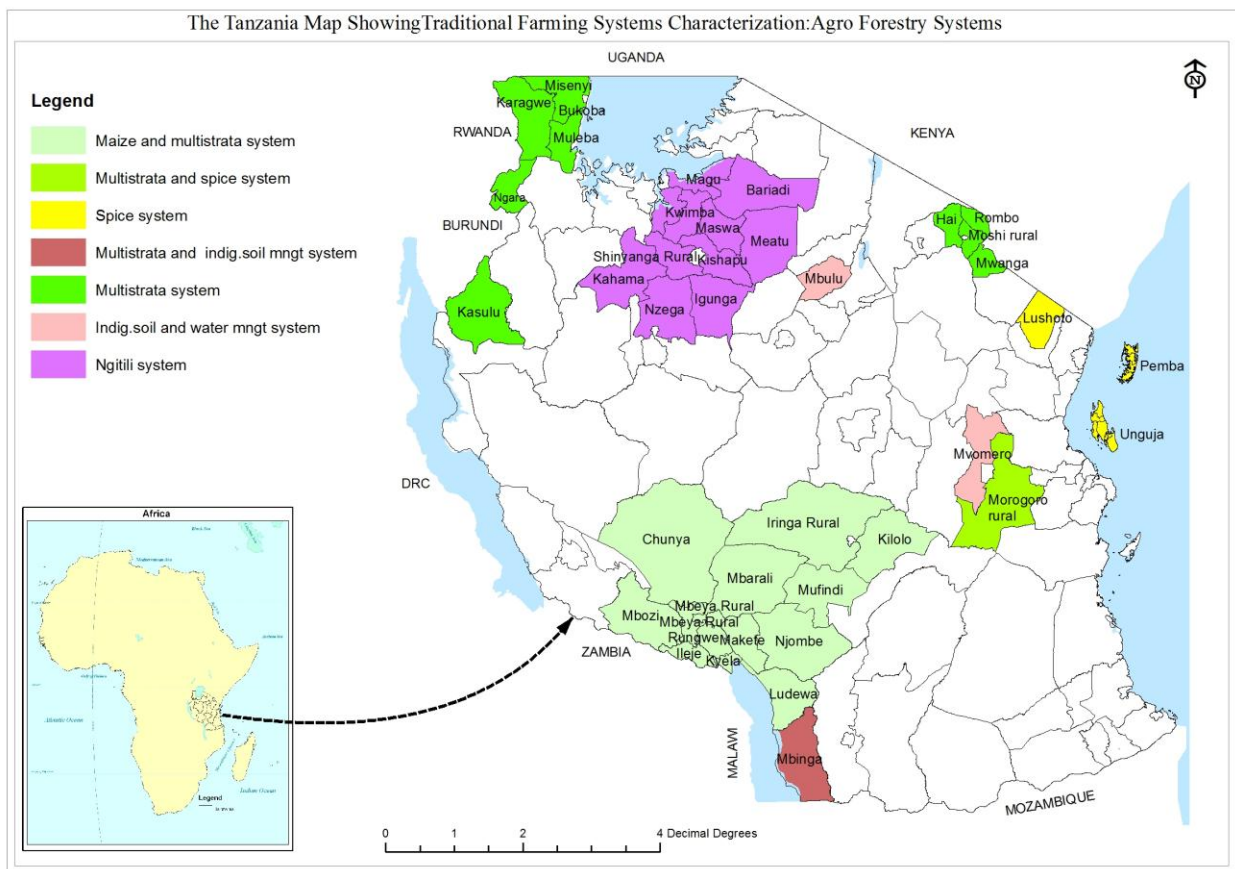 The Tanzania Map ShowingTraditional Farming Systems Characterization:Agro Forestry Systems
UGANDA
N
Legend
Maize and multistrata system
Multistrata and spice system
Spice system
Multistrata and indig.soil mngt system
Multistrata system
Indig.soil and water mngt system
Ngitili system
Misenyi
Karagwe
Bukoba
RWANDA
Muleba
KENYA
Ngara
BURUNDI
Magu
Bariadi
Kwimba
Maswa
Meatu
Shinyanga Rural
Kishapu
Kahama
Nzega
Igunga
Mbulu
Hai
Rombo
Moshi rural
Mwanga
Kasulu
Lushoto
Pemba
Unguja
Mvomero
Morogoro
rural
DRC
Chunya
Iringa Rural
Kilolo
Mbarali
Mufindi
Mbozi
Mbeya Rural
Mbeya Rural
Rungwe
Makete
Njombe
Ileje
Kyela
ZAMBIA
Ludewa
Mbinga
MALAWI
MOZAMBIQUE
Africa
Atlantic Ocean
Indian Ocean
Legend
0 1 2 4 Decimal Degrees